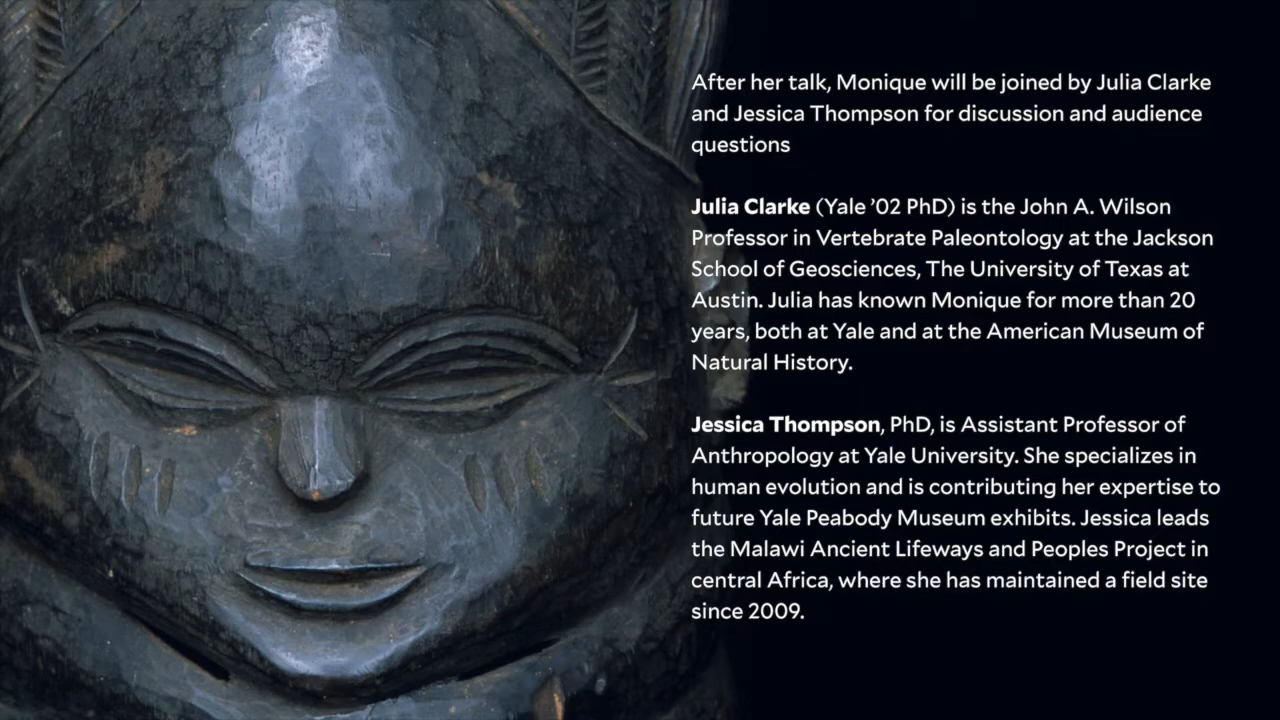 After her talk, Monique will be joined by Julia Clarke
and Jessica Thompson for discussion and audience
questions
Julia Clarke (Yale ’02 PhD) is the John A. Wilson
Professor in Vertebrate Paleontology at the Jackson
School of Geosciences, The University of Texas at
Austin. Julia has known Monique for more than 20
years, both at Yale and at the American Museum of
Natural History.
Jessica Thompson, PhD, is Assistant Professor of
Anthropology at Yale University. She specializes in
human evolution and is contributing her expertise to
future Yale Peabody Museum exhibits. Jessica leads
the Malawi Ancient Lifeways and Peoples Project in
central Africa, where she has maintained a field site
since 2009.